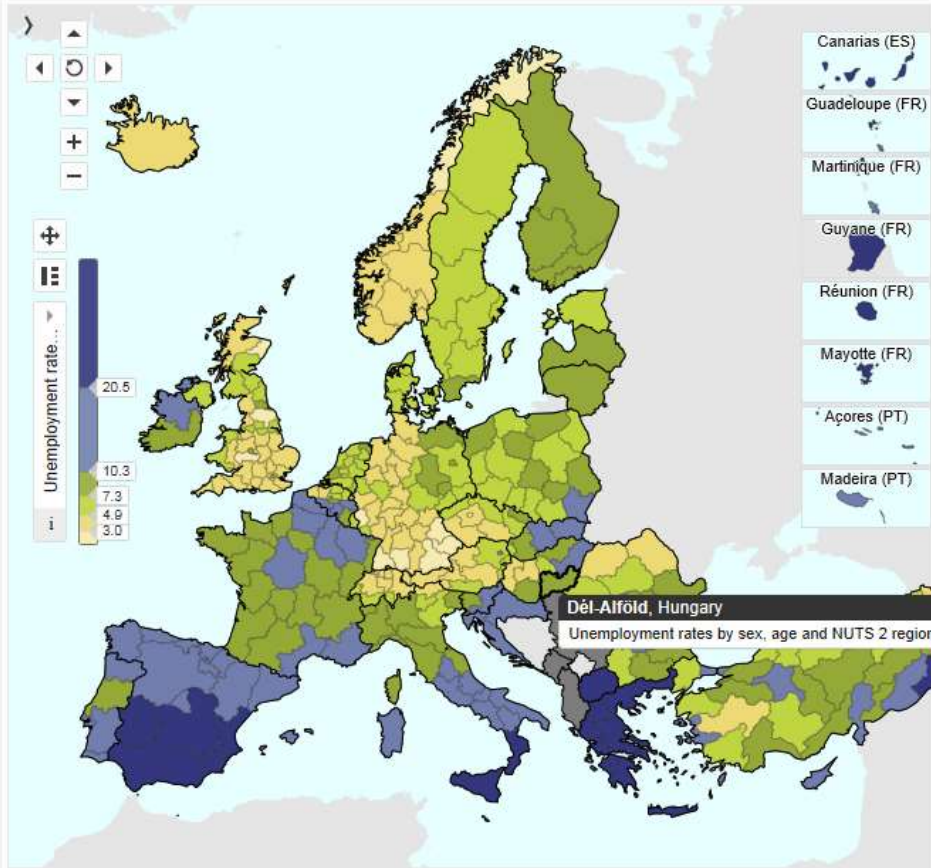 Canarias (ES)
Guadeloupe (FR)
Martinique (FR)
Guyane (FR)
Réunion (FR)
Mayotte (FR)
Açores (PT)
Madeira (PT)
Unemployment rate...
20.5
10.3
7.3
4.9
3.0
i
Dél-Alföld, Hungary
Unemployment rates by sex, age and NUTS 2 region